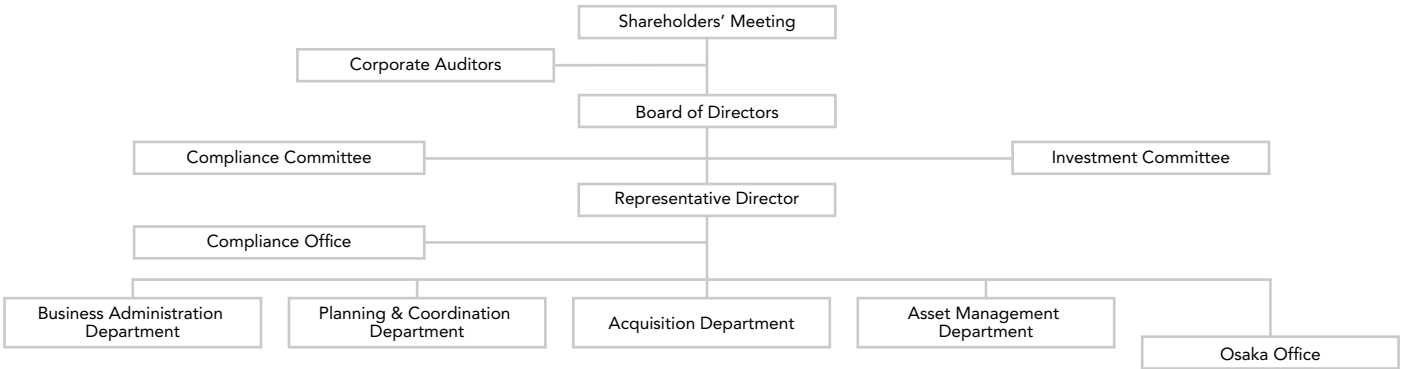 Shareholders’ Meeting
Corporate Auditors
Board of Directors
Compliance Committee
Investment Committee
Representative Director
Compliance Office
Business Administration
Department
Planning & Coordination
Department
Acquisition Department
Asset Management
Department
Osaka Office